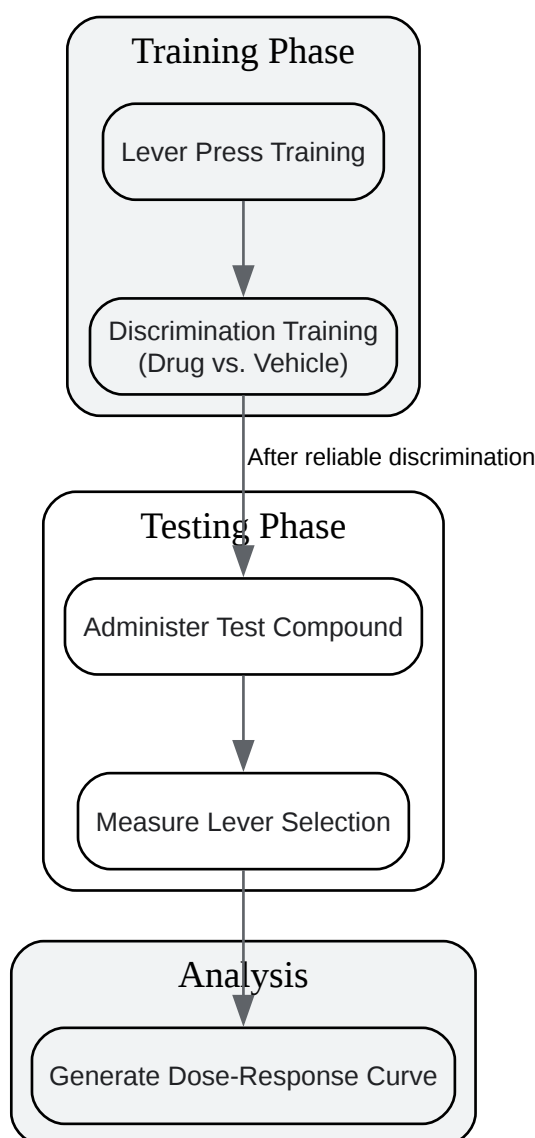 Training Phase
Lever Press Training
Discrimination Training
(Drug vs. Vehicle)
After reliable discrimination
Testing Phase
Administer Test Compound
Measure Lever Selection
Analysis
Generate Dose-Response Curve